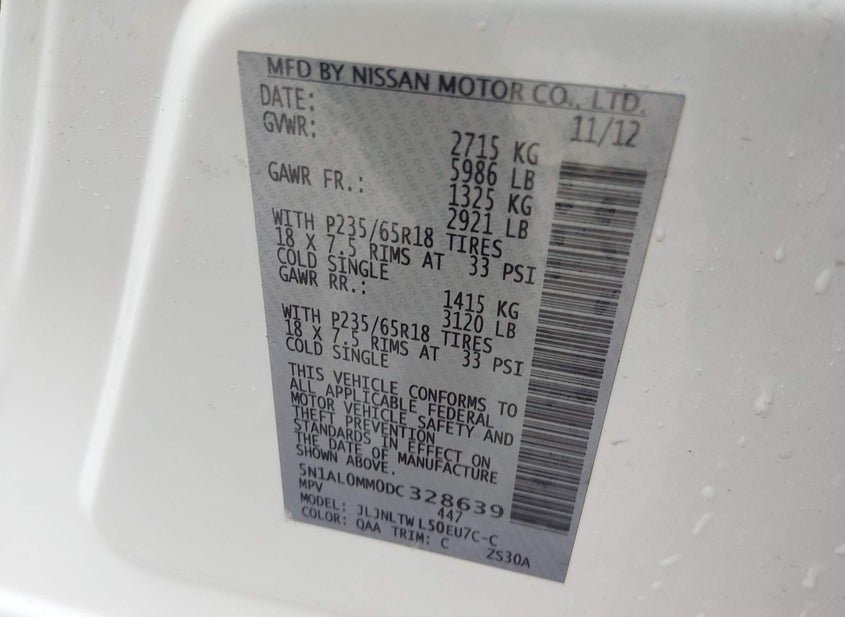 MFD BY NISSAN MOTOR CO., LTD.
DATE: 11/12
GVWR: 2715 KG
5986 LB
GAWR FR.: 1325 KG
2921 LB
WITH P235/65R18 TIRES
18 X 7.5 RIMS AT 33 PSI
COLD SINGLE
GAWR RR.: 1415 KG
3120 LB
WITH P235/65R18 TIRES
18 X 7.5 RIMS AT 33 PSI
COLD SINGLE
THIS VEHICLE CONFORMS TO
ALL APPLICABLE FEDERAL
MOTOR VEHICLE SAFETY AND
THEFT PREVENTION
STANDARDS IN EFFECT ON
THE DATE OF MANUFACTURE
SHOWN ABOVE.
5N1AL0MM0DC328639
MPV 447
MODEL: JLJNLTW L50EU7C-C
COLOR: QAA TRIM: C ZS30A